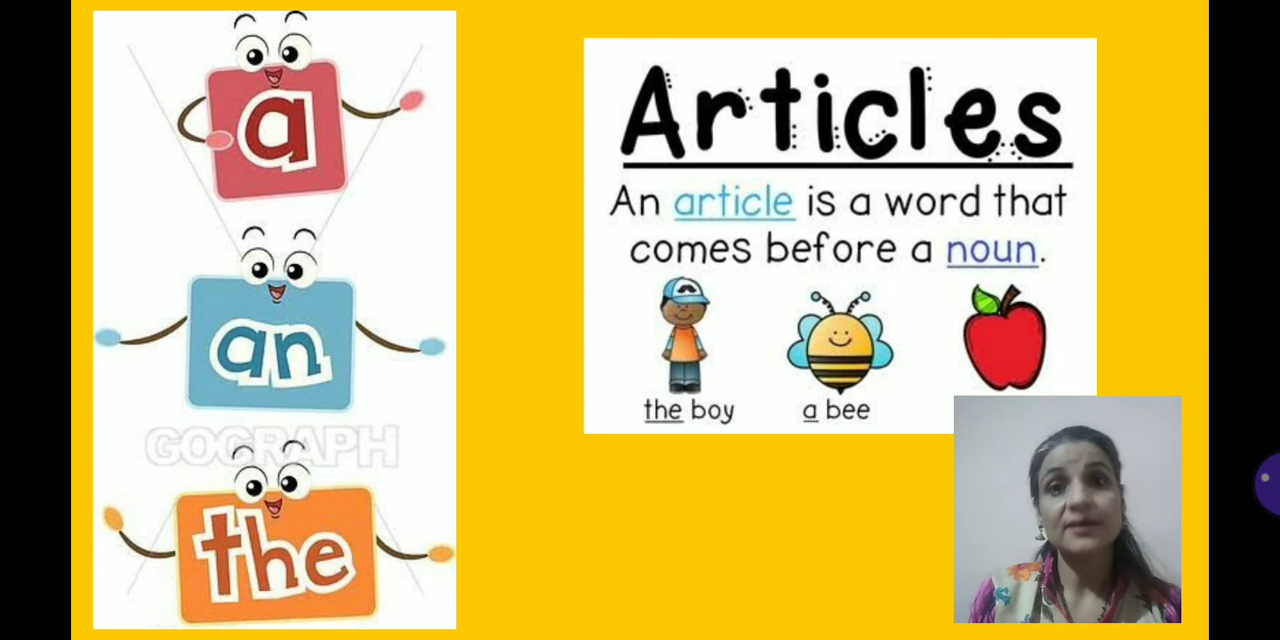 a
an
GOGRAPH
the
Articles
An article is a word that
comes before a noun.
the boy
a bee